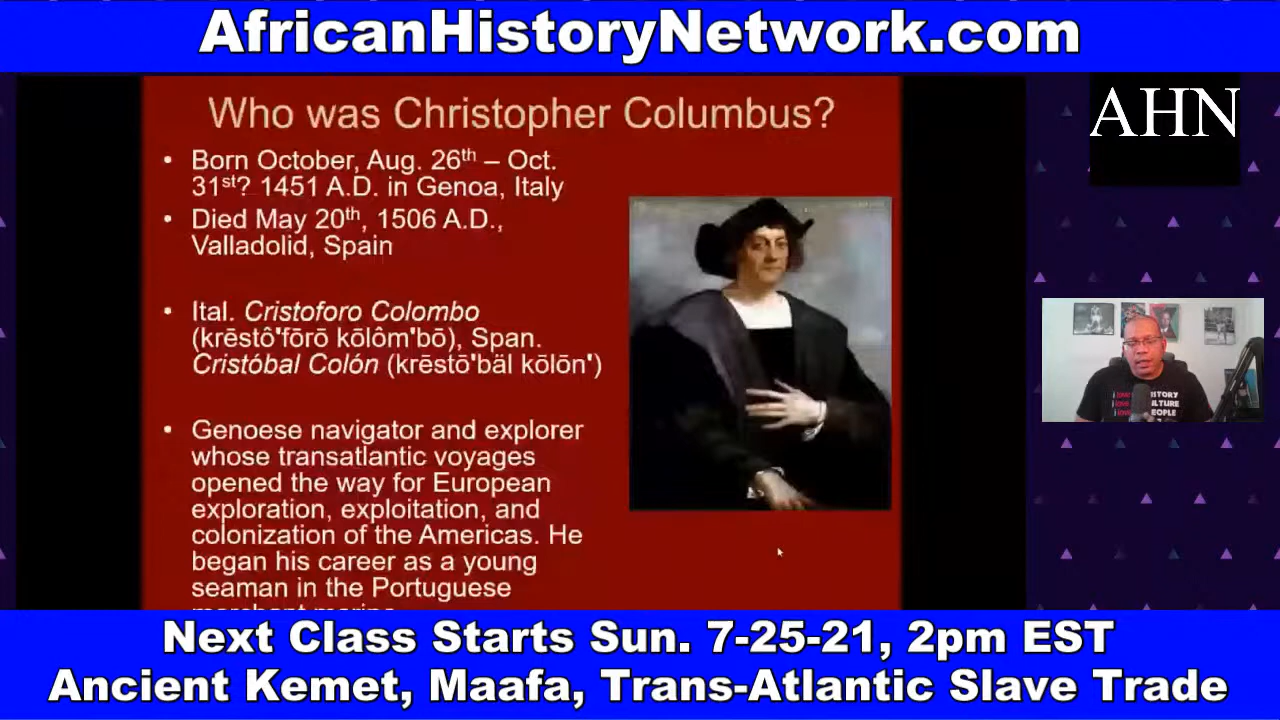 AfricanHistoryNetwork.com
AHN
Who was Christopher Columbus?
• Born October, Aug. 26th – Oct.
31st? 1451 A.D. in Genoa, Italy
• Died May 20th, 1506 A.D.,
Valladolid, Spain
• Ital. Cristoforo Colombo
(krēstô'fōrō kōlôm'bō), Span.
Cristóbal Colón (krēstō'bäl kōlōn')
• Genoese navigator and explorer
whose transatlantic voyages
opened the way for European
exploration, exploitation, and
colonization of the Americas. He
began his career as a young
seaman in the Portuguese
Next Class Starts Sun. 7-25-21, 2pm EST
Ancient Kemet, Maafa, Trans-Atlantic Slave Trade